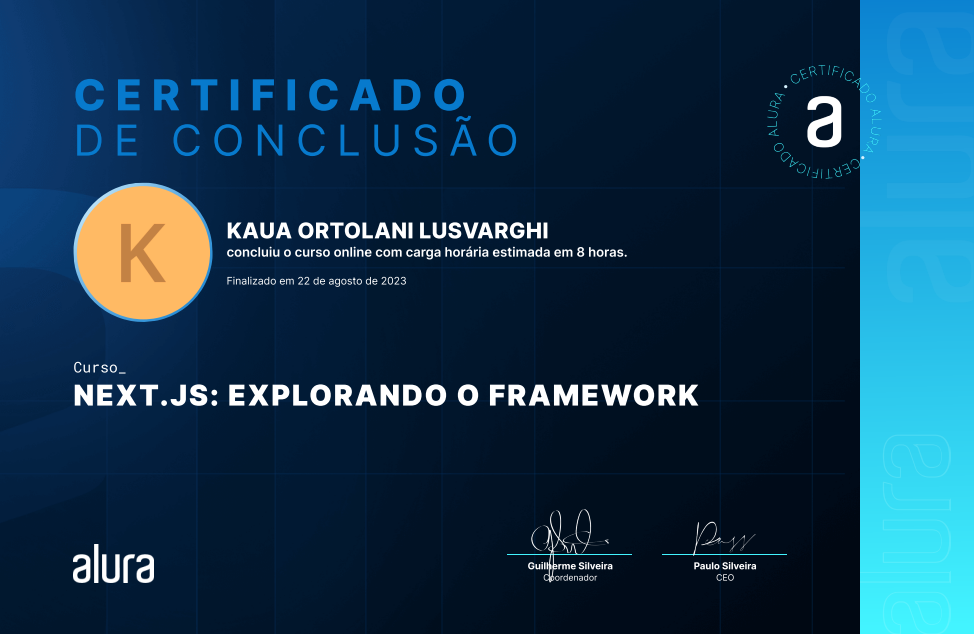 CERTIFICADO
DE CONCLUSÃO
CERTIFICADO ALURA • CERTIFICADO ALURA •
a
K
KAUA ORTOLANI LUSVARGHI
concluiu o curso online com carga horária estimada em 8 horas.
Finalizado em 22 de agosto de 2023
Curso_
NEXT.JS: EXPLORANDO O FRAMEWORK
alura
Guilherme Silveira
Coordenador
Paulo Silveira
CEO
alura
alura